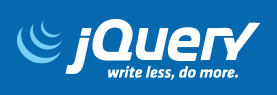 jQuery
write less, do more.